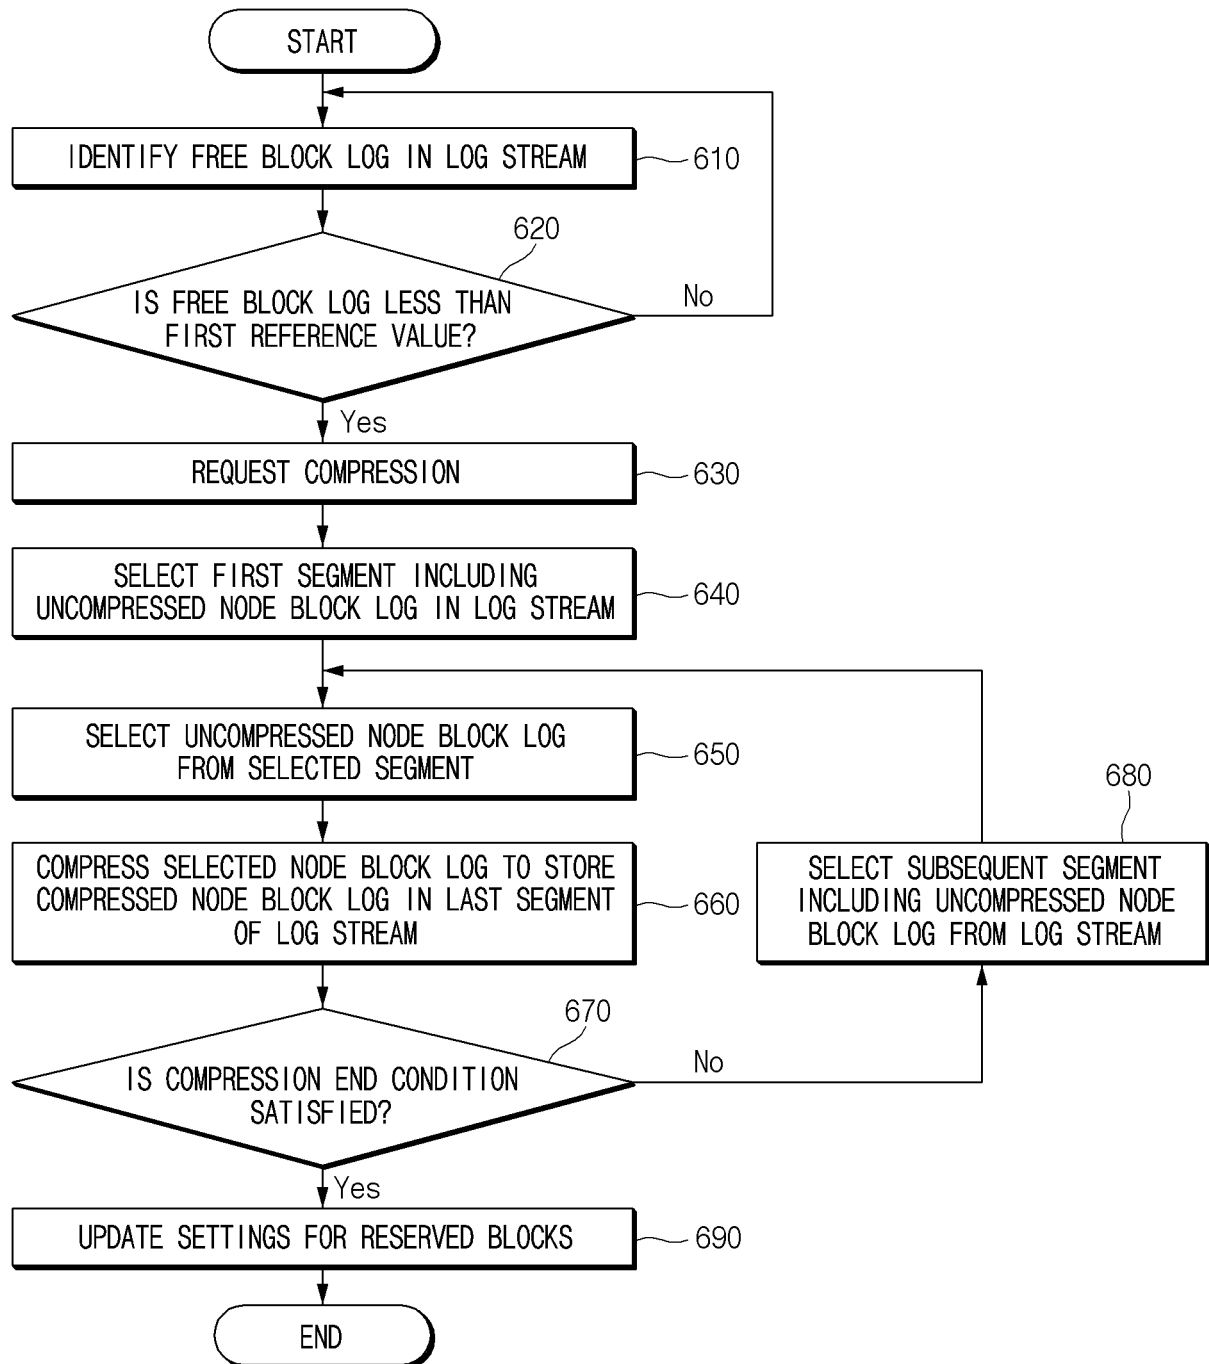 START
IDENTIFY FREE BLOCK LOG IN LOG STREAM
610
620
IS FREE BLOCK LOG LESS THAN
FIRST REFERENCE VALUE?
No
Yes
REQUEST COMPRESSION
630
SELECT FIRST SEGMENT INCLUDING
UNCOMPRESSED NODE BLOCK LOG IN LOG STREAM
640
SELECT UNCOMPRESSED NODE BLOCK LOG
FROM SELECTED SEGMENT
650
COMPRESS SELECTED NODE BLOCK LOG TO STORE
COMPRESSED NODE BLOCK LOG IN LAST SEGMENT
OF LOG STREAM
660
680
SELECT SUBSEQUENT SEGMENT
INCLUDING UNCOMPRESSED NODE
BLOCK LOG FROM LOG STREAM
670
IS COMPRESSION END CONDITION
SATISFIED?
No
Yes
UPDATE SETTINGS FOR RESERVED BLOCKS
690
END